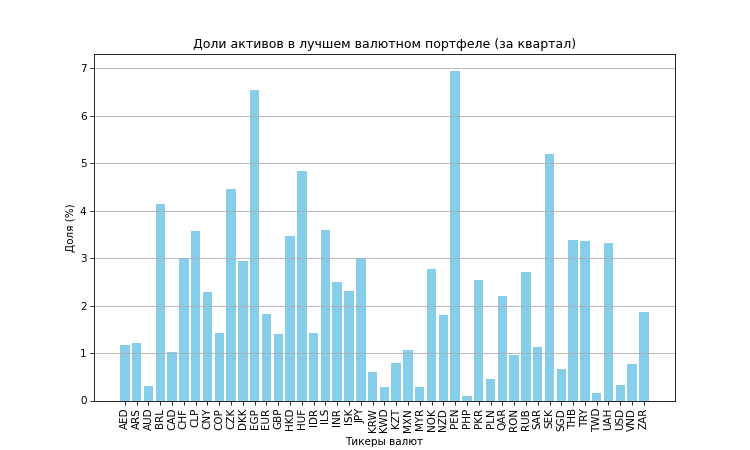 Доли активов в лучшем валютном портфеле (за квартал)
Доля (%)
7
6
5
4
3
2
1
0
AED ARS AUD BRL CAD CHF CLP CNY COP CZK DKK EGP EUR GBP HKD HUF IDR ILS INR ISK JPY KRW KWD KZT MXN MYR NOK NZD PEN PHP PKR PLN QAR RON RUB SAR SEK SGD THB TRY TWD UAH USD VND ZAR
Тикеры валют